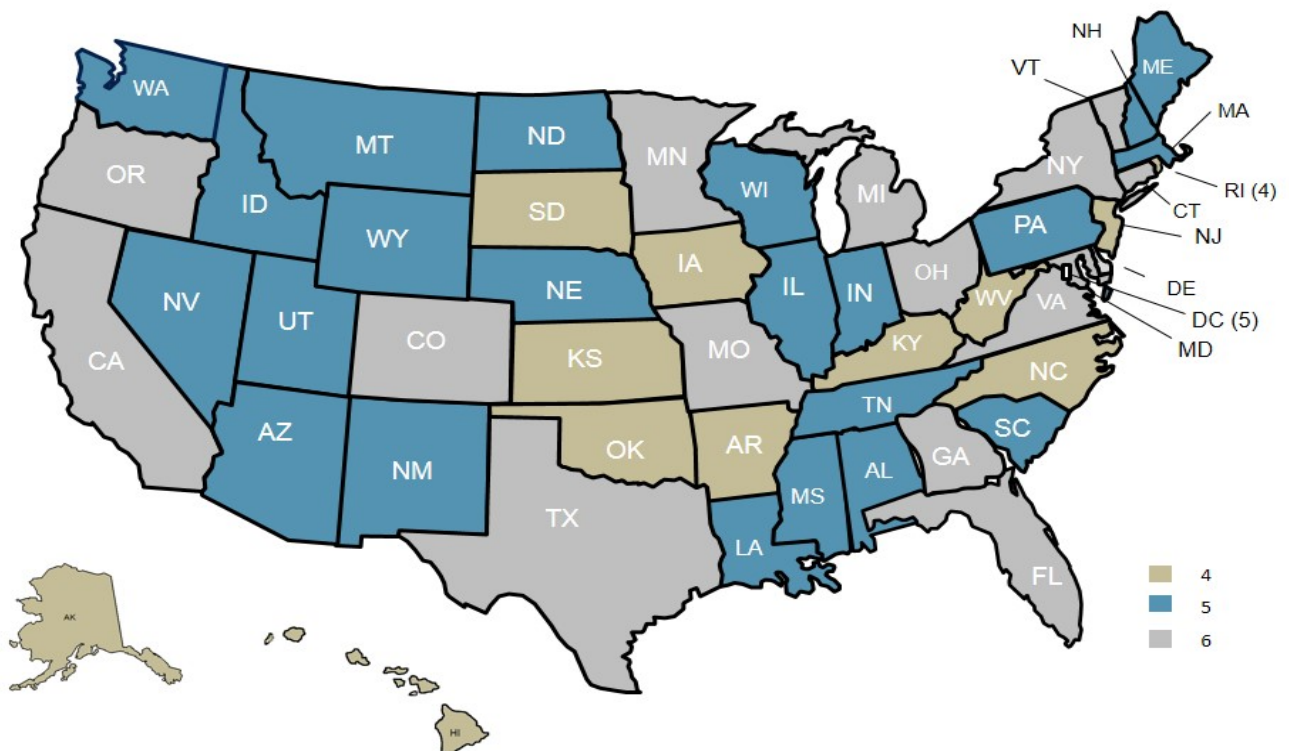 NH
VT
ME
WA
MA
MT
ND
MN
OR
NY
RI (4)
ID
WI
MI
CT
SD
WY
PA
NJ
IA
OH
DE
NE
NV
IL
IN
WV
VA
UT
DC (5)
CO
MO
KY
MD
CA
KS
NC
TN
AZ
SC
OK
AR
GA
NM
AL
MS
TX
LA
FL
4
5
6
AK
HI